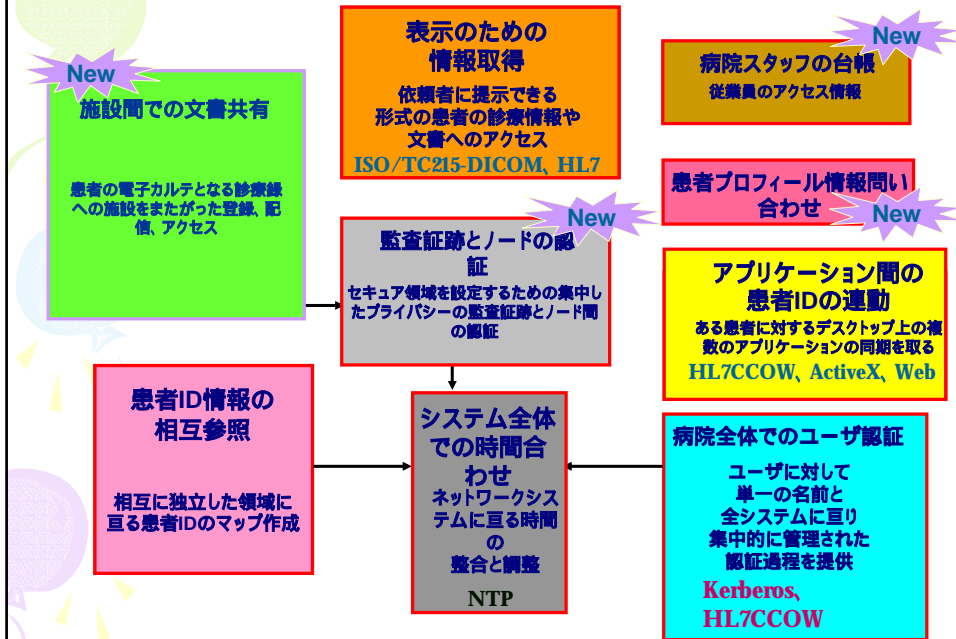 New
施設間での文書共有
患者の電子カルテとなる診療録
への施設をまたがった登録、配
信、アクセス
表示のための
情報取得
依頼者に提示できる
形式の患者の診療情報や
文書へのアクセス
ISO/TC215-DICOM、HL7
New
病院スタッフの台帳
従業員のアクセス情報
患者プロフィール情報問い
合わせ
New
New
監査証跡とノードの認
証
セキュア領域を設定するための集中し
たプライバシーの監査証跡とノード間
の認証
アプリケーション間の
患者IDの連動
ある患者に対するデスクトップ上の複
数のアプリケーションの同期を取る
HL7CCOW、ActiveX、Web
患者ID情報の
相互参照
相互に独立した領域に
亘る患者IDのマップ作成
システム全体
での時間合
わせ
ネットワークシス
テムに亘る時間
の
整合と調整
NTP
病院全体でのユーザ認証
ユーザに対して
単一の名前と
全システムに亘り
集中的に管理された
認証過程を提供
Kerberos、
HL7CCOW